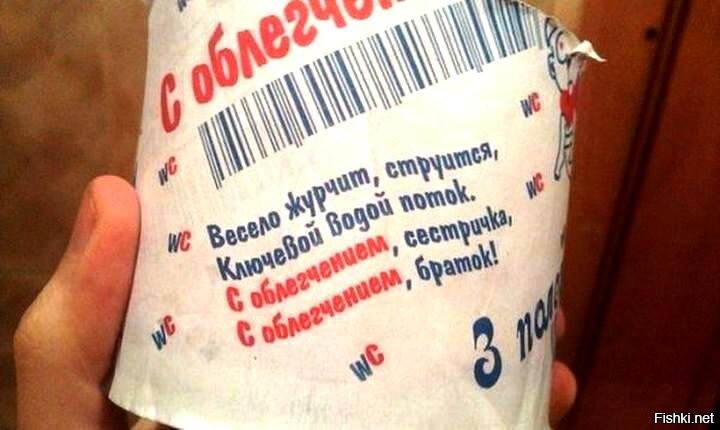 С облегчен
WC
WC
WC
WC
Весело журчит, струится,
Ключевой водой поток.
С облегчением, сестричка,
С облегчением, браток!
WC
WC
3
Fishki.net